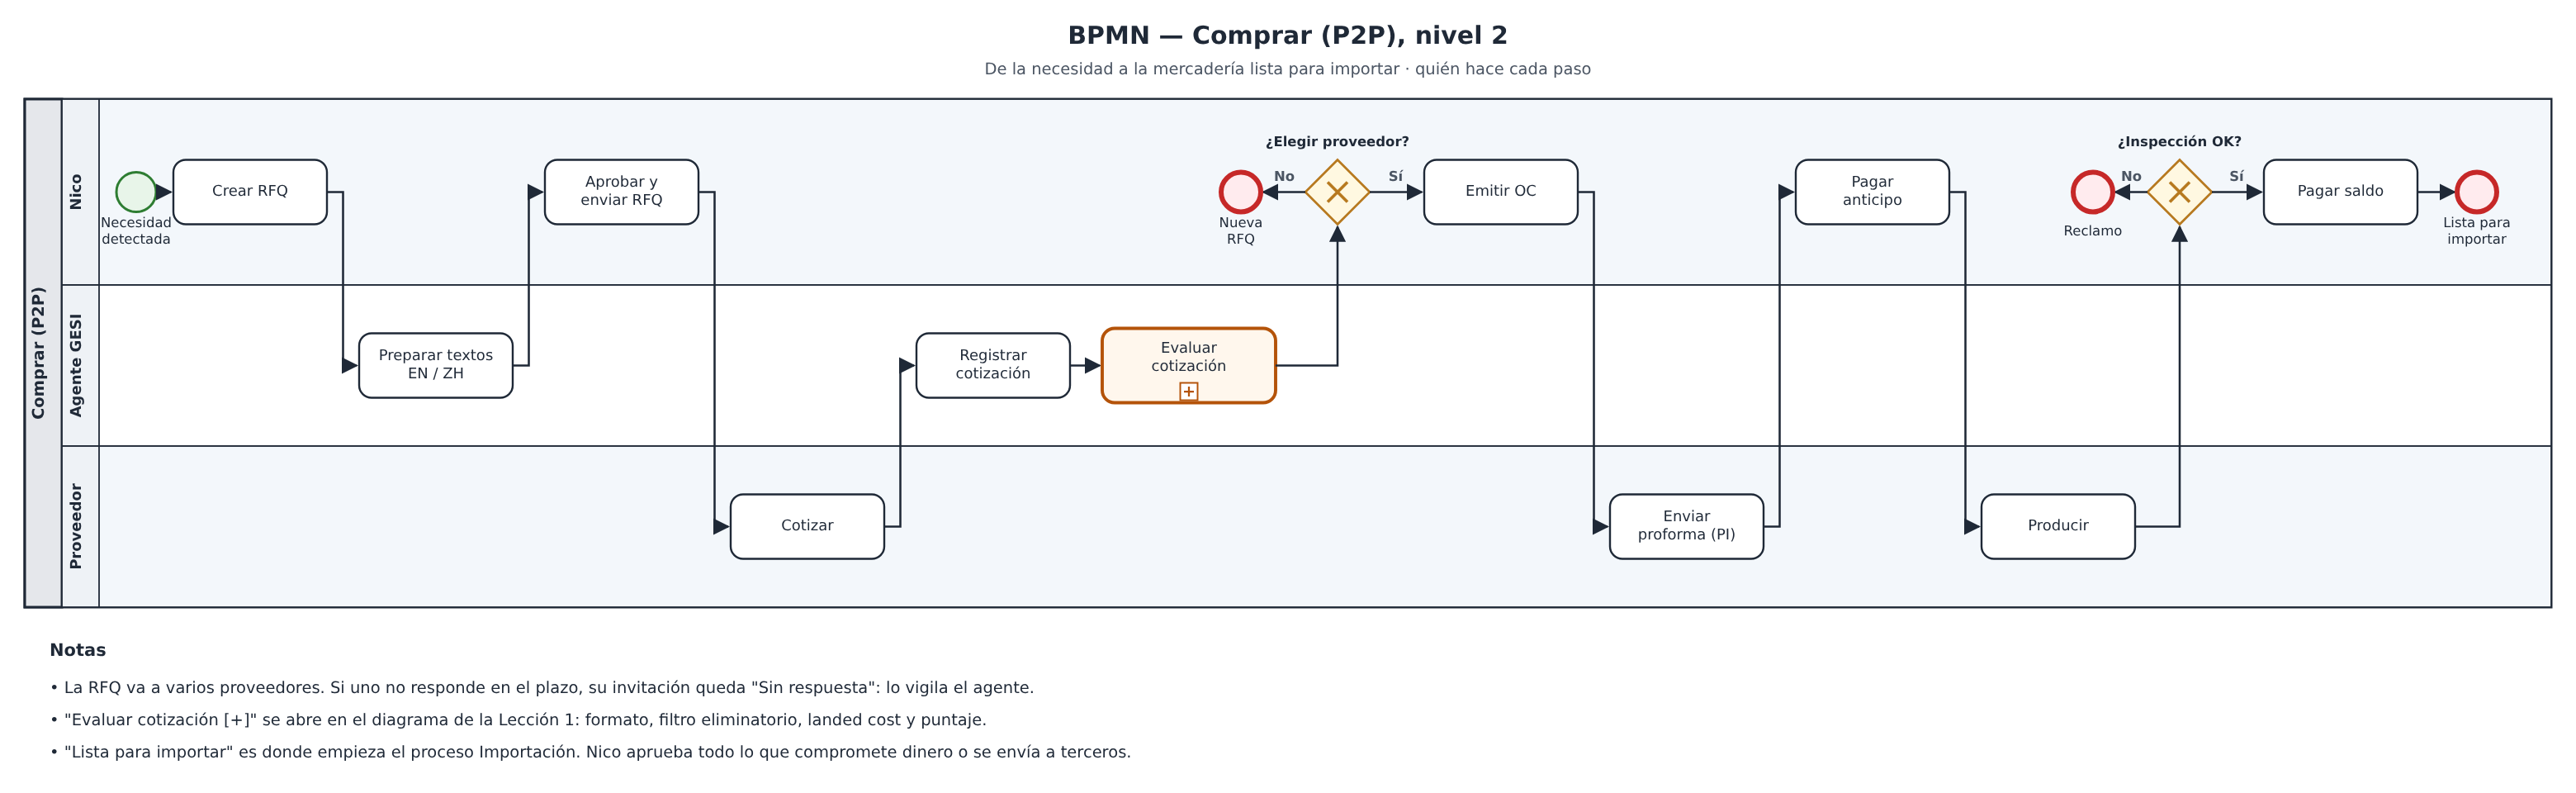 BPMN — Comprar (P2P), nivel 2
De la necesidad a la mercadería lista para importar · quién hace cada paso
Comprar (P2P)
Nico
Necesidad
detectada
Crear RFQ
Aprobar y
enviar RFQ
¿Elegir proveedor?
No
Sí
Nueva
RFQ
Emitir OC
Pagar
anticipo
¿Inspección OK?
No
Sí
Reclamo
Pagar saldo
Lista para
importar
Agente GESI
Preparar textos
EN / ZH
Registrar
cotización
Evaluar
cotización
Proveedor
Cotizar
Enviar
proforma (PI)
Producir
Notas
• La RFQ va a varios proveedores. Si uno no responde en el plazo, su invitación queda "Sin respuesta": lo vigila el agente.
• "Evaluar cotización [+]" se abre en el diagrama de la Lección 1: formato, filtro eliminatorio, landed cost y puntaje.
• "Lista para importar" es donde empieza el proceso Importación. Nico aprueba todo lo que compromete dinero o se envía a terceros.